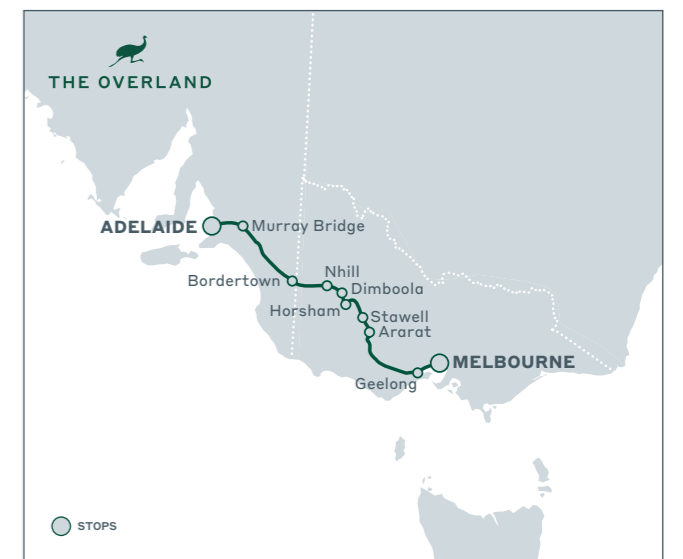 THE OVERLAND
ADELAIDE
Murray Bridge
Nhill
Bordertown
Dimboola
Horsham
Stawell
Ararat
MELBOURNE
Geelong
STOPS